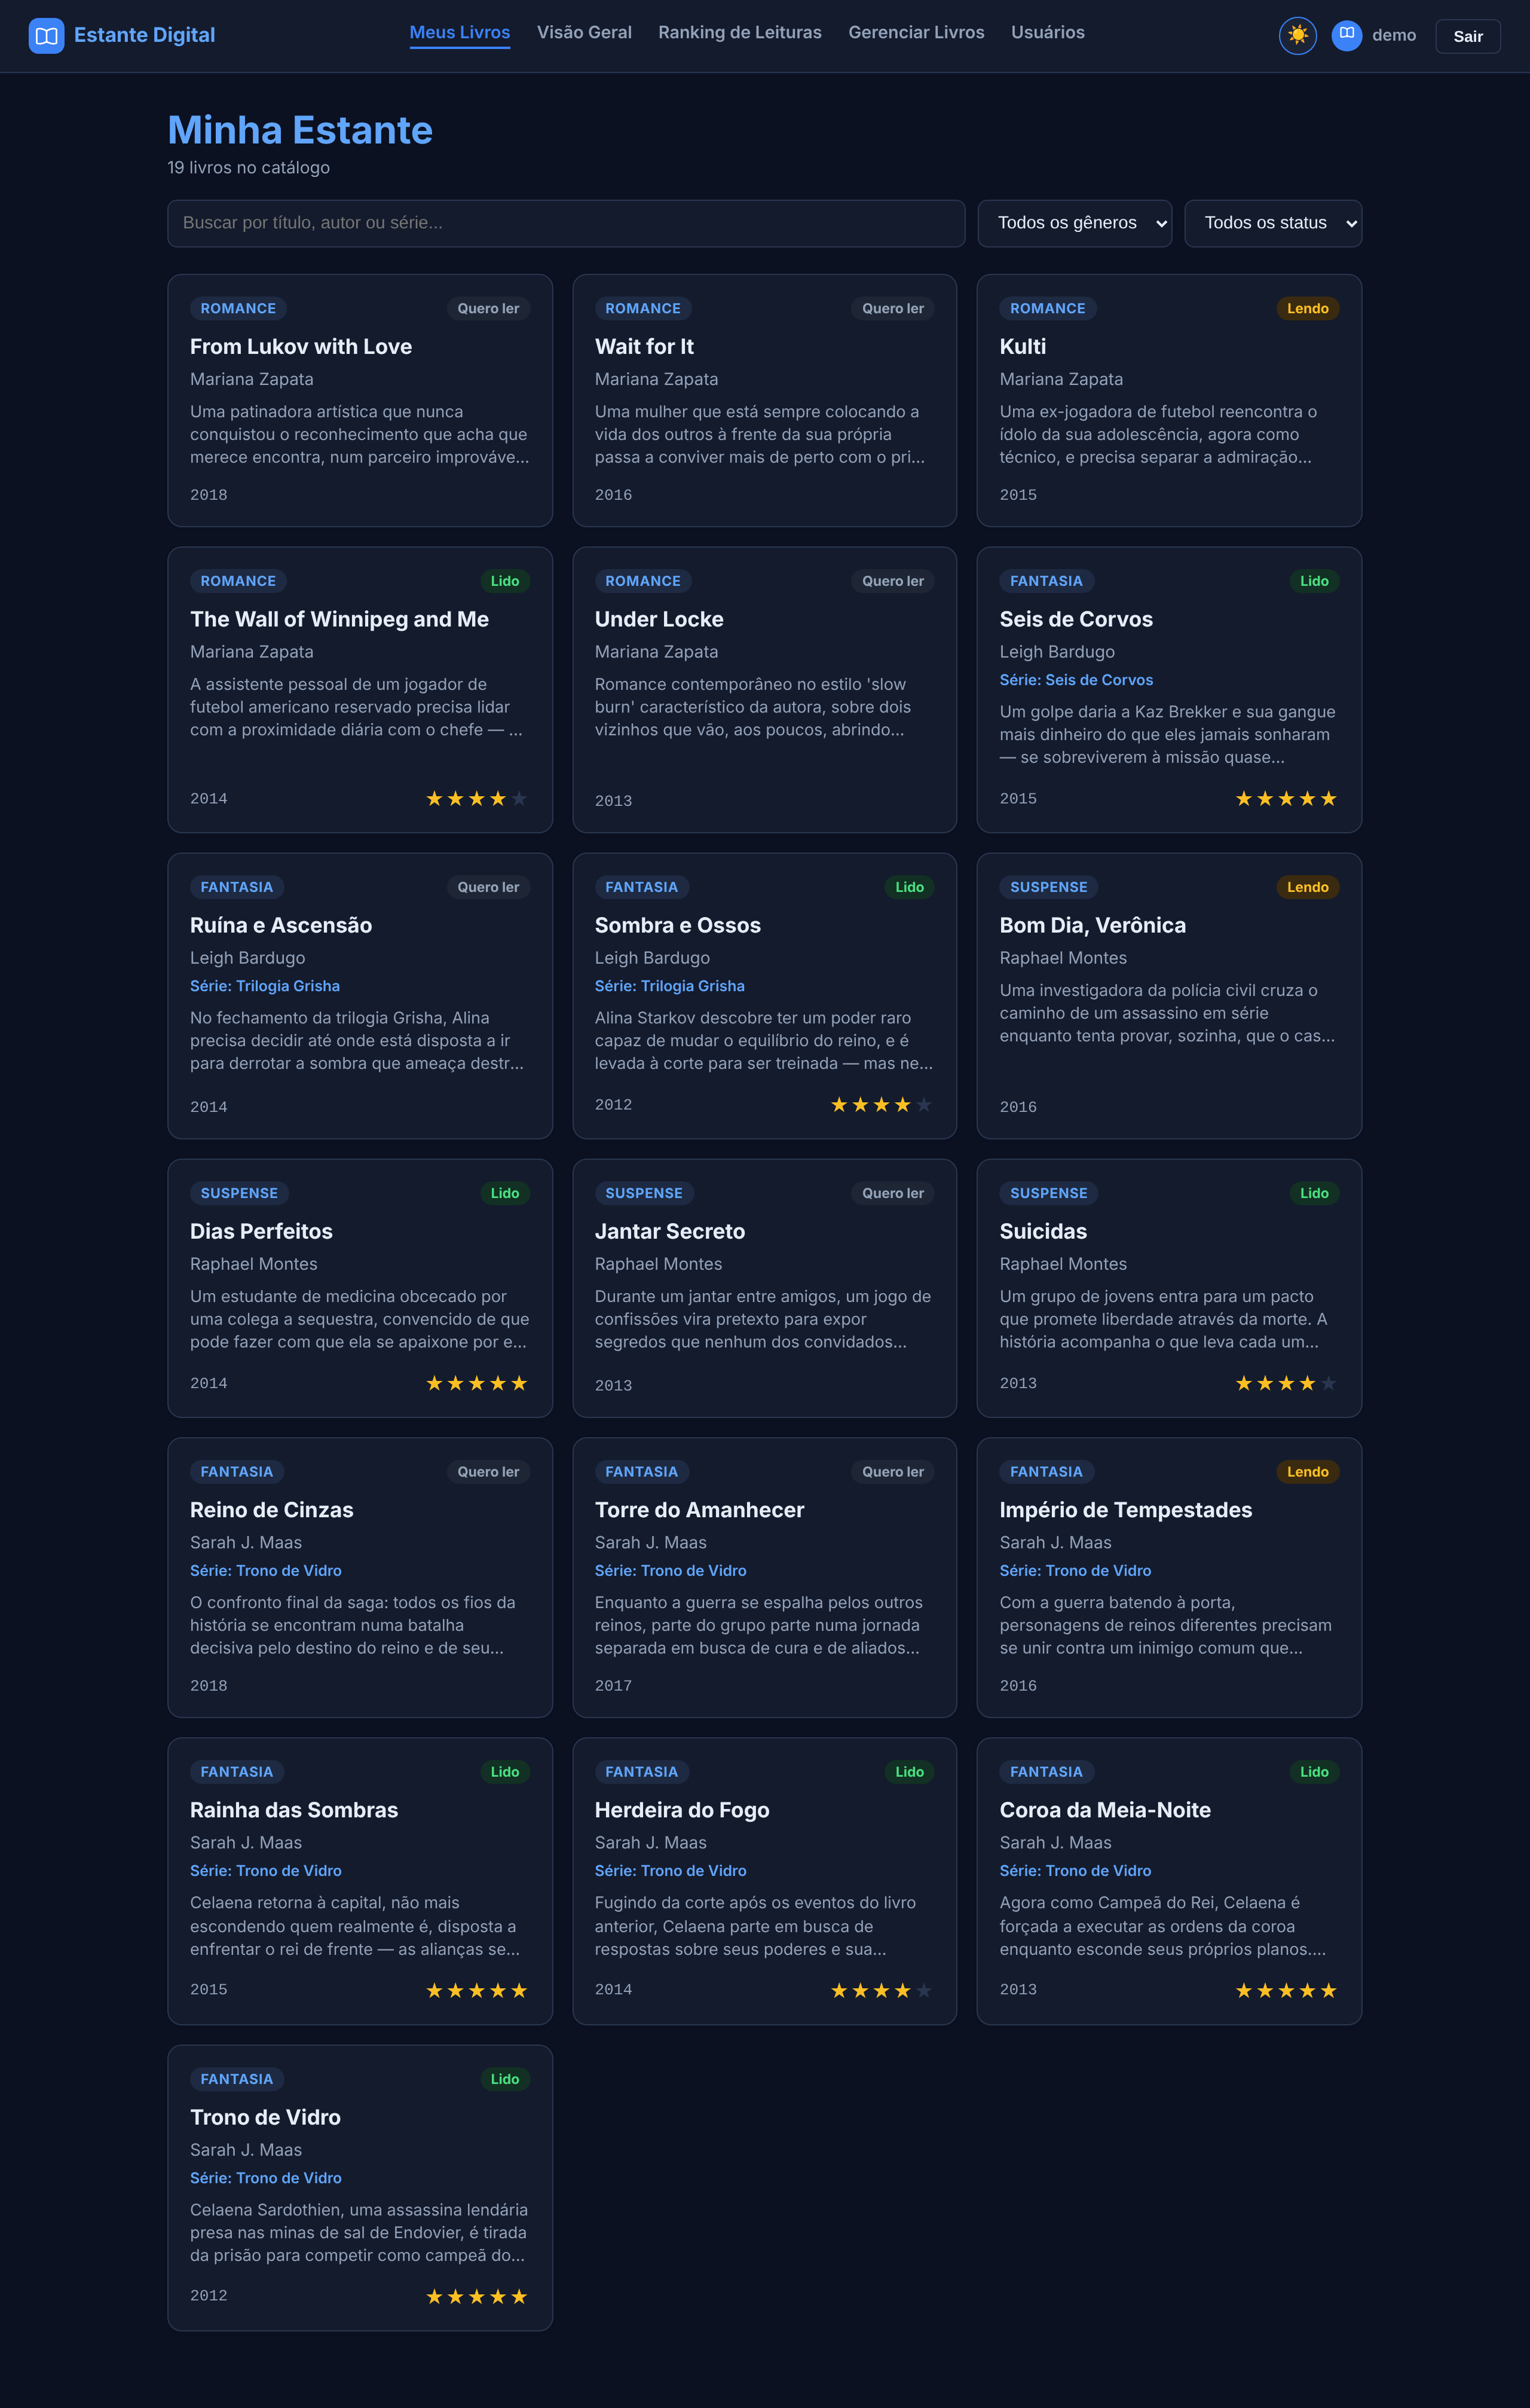 Estante Digital
Meus Livros
Visão Geral
Ranking de Leituras
Gerenciar Livros
Usuários
demo
Sair
Minha Estante
19 livros no catálogo
Buscar por título, autor ou série...
Todos os gêneros
Todos os status
ROMANCE
Quero ler
From Lukov with Love
Mariana Zapata
Uma patinadora artística que nunca
conquistou o reconhecimento que acha que
merece encontra, num parceiro improváve...
2018
ROMANCE
Quero ler
Wait for It
Mariana Zapata
Uma mulher que está sempre colocando a
vida dos outros à frente da sua própria
passa a conviver mais de perto com o pri...
2016
ROMANCE
Lendo
Kulti
Mariana Zapata
Uma ex-jogadora de futebol reencontra o
ídolo da sua adolescência, agora como
técnico, e precisa separar a admiração...
2015
ROMANCE
Lido
The Wall of Winnipeg and Me
Mariana Zapata
A assistente pessoal de um jogador de
futebol americano reservado precisa lidar
com a proximidade diária com o chefe — ...
2014
★★★★★
ROMANCE
Quero ler
Under Locke
Mariana Zapata
Romance contemporâneo no estilo 'slow
burn' característico da autora, sobre dois
vizinhos que vão, aos poucos, abrindo...
2013
FANTASIA
Lido
Seis de Corvos
Leigh Bardugo
Série: Seis de Corvos
Um golpe daria a Kaz Brekker e sua gangue
mais dinheiro do que eles jamais sonharam
— se sobreviverem à missão quase...
2015
★★★★★
FANTASIA
Quero ler
Ruína e Ascensão
Leigh Bardugo
Série: Trilogia Grisha
No fechamento da trilogia Grisha, Alina
precisa decidir até onde está disposta a ir
para derrotar a sombra que ameaça destr...
2014
FANTASIA
Lido
Sombra e Ossos
Leigh Bardugo
Série: Trilogia Grisha
Alina Starkov descobre ter um poder raro
capaz de mudar o equilíbrio do reino, e é
levada à corte para ser treinada — mas ne...
2012
★★★★★
SUSPENSE
Lendo
Bom Dia, Verônica
Raphael Montes
Uma investigadora da polícia civil cruza o
caminho de um assassino em série
enquanto tenta provar, sozinha, que o cas...
2016
SUSPENSE
Lido
Dias Perfeitos
Raphael Montes
Um estudante de medicina obcecado por
uma colega a sequestra, convencido de que
pode fazer com que ela se apaixone por e...
2014
★★★★★
SUSPENSE
Quero ler
Jantar Secreto
Raphael Montes
Durante um jantar entre amigos, um jogo de
confissões vira pretexto para expor
segredos que nenhum dos convidados...
2013
SUSPENSE
Lido
Suicidas
Raphael Montes
Um grupo de jovens entra para um pacto
que promete liberdade através da morte. A
história acompanha o que leva cada um...
2013
★★★★★
FANTASIA
Quero ler
Reino de Cinzas
Sarah J. Maas
Série: Trono de Vidro
O confronto final da saga: todos os fios da
história se encontram numa batalha
decisiva pelo destino do reino e de seu...
2018
FANTASIA
Quero ler
Torre do Amanhecer
Sarah J. Maas
Série: Trono de Vidro
Enquanto a guerra se espalha pelos outros
reinos, parte do grupo parte numa jornada
separada em busca de cura e de aliados...
2017
FANTASIA
Lendo
Império de Tempestades
Sarah J. Maas
Série: Trono de Vidro
Com a guerra batendo à porta,
personagens de reinos diferentes precisam
se unir contra um inimigo comum que...
2016
FANTASIA
Lido
Rainha das Sombras
Sarah J. Maas
Série: Trono de Vidro
Celaena retorna à capital, não mais
escondendo quem realmente é, disposta a
enfrentar o rei de frente — as alianças se...
2015
★★★★★
FANTASIA
Lido
Herdeira do Fogo
Sarah J. Maas
Série: Trono de Vidro
Fugindo da corte após os eventos do livro
anterior, Celaena parte em busca de
respostas sobre seus poderes e sua...
2014
★★★★★
FANTASIA
Lido
Coroa da Meia-Noite
Sarah J. Maas
Série: Trono de Vidro
Agora como Campeã do Rei, Celaena é
forçada a executar as ordens da coroa
enquanto esconde seus próprios planos....
2013
★★★★★
FANTASIA
Lido
Trono de Vidro
Sarah J. Maas
Série: Trono de Vidro
Celaena Sardothien, uma assassina lendária
presa nas minas de sal de Endovier, é tirada
da prisão para competir como campeã do...
2012
★★★★★